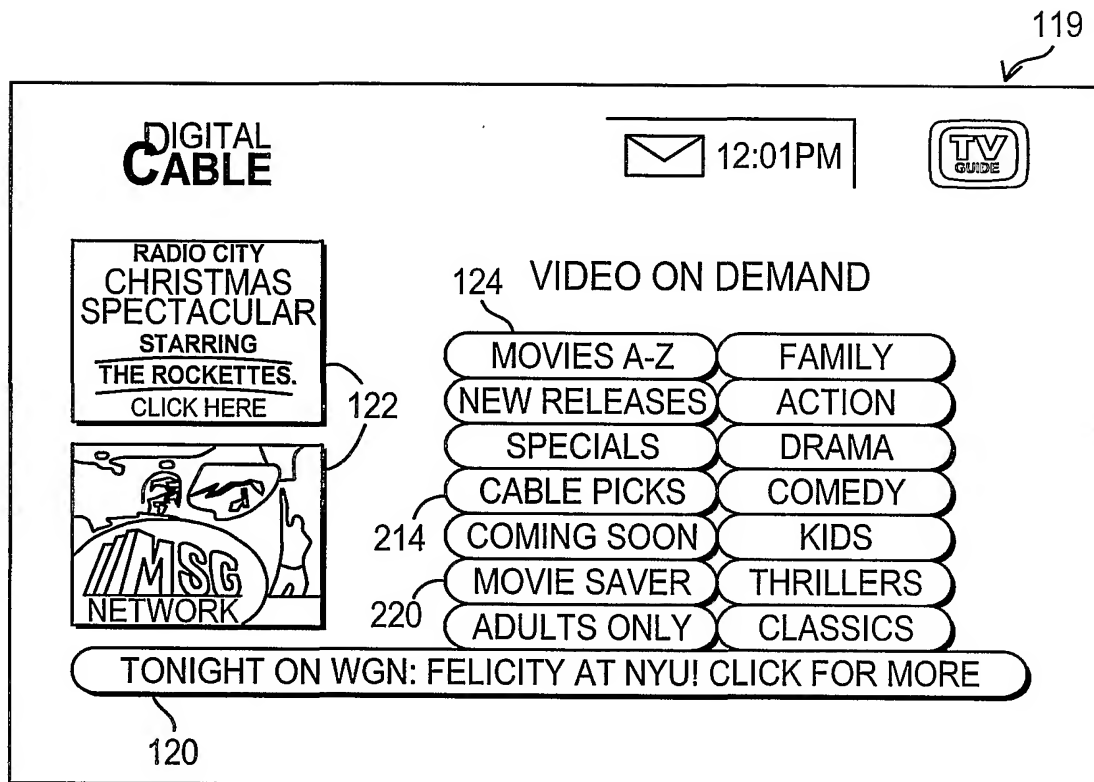 119
DIGITAL
CABLE
12:01PM
TV
GUIDE
RADIO CITY
CHRISTMAS
SPECTACULAR
STARRING
THE ROCKETTES.
CLICK HERE
122
MSG
NETWORK
VIDEO ON DEMAND
124
MOVIES A-Z FAMILY
NEW RELEASES ACTION
SPECIALS DRAMA
CABLE PICKS COMEDY
214
COMING SOON KIDS
MOVIE SAVER THRILLERS
220
ADULTS ONLY CLASSICS
TONIGHT ON WGN: FELICITY AT NYU! CLICK FOR MORE
120